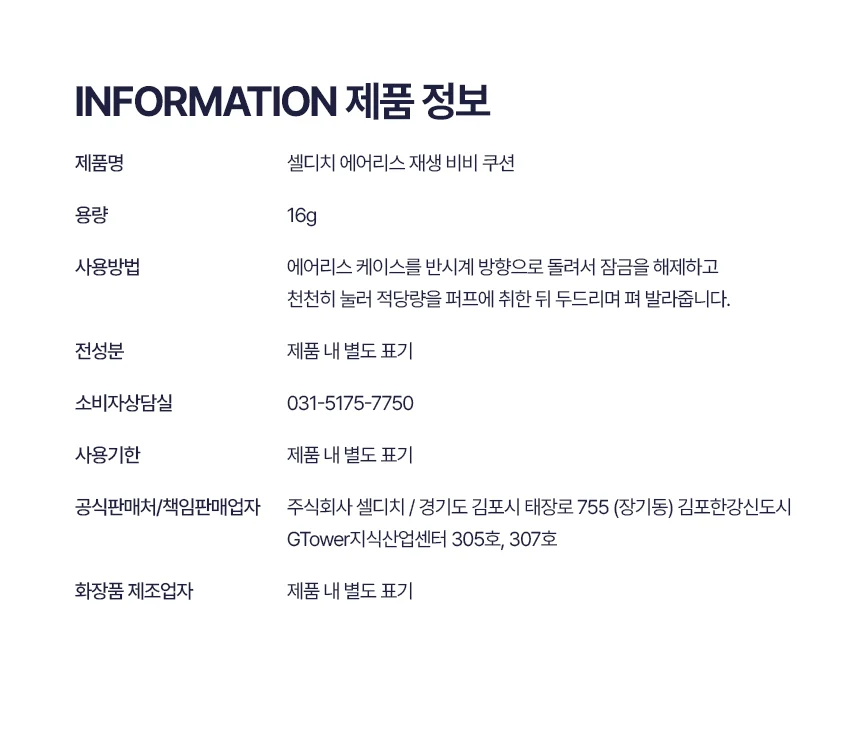 INFORMATION 제품 정보
제품명 셀디치 에어리스 재생 비비 쿠션
용량 16g
사용방법 에어리스 케이스를 반시계 방향으로 돌려서 잠금을 해제하고
천천히 눌러 적당량을 퍼프에 취한 뒤 두드리며 펴 발라줍니다.
전성분 제품 내 별도 표기
소비자상담실 031-5175-7750
사용기한 제품 내 별도 표기
공식판매처/책임판매업자 주식회사 셀디치 / 경기도 김포시 태장로 755 (장기동) 김포한강신도시
GTower지식산업센터 305호, 307호
화장품 제조업자 제품 내 별도 표기